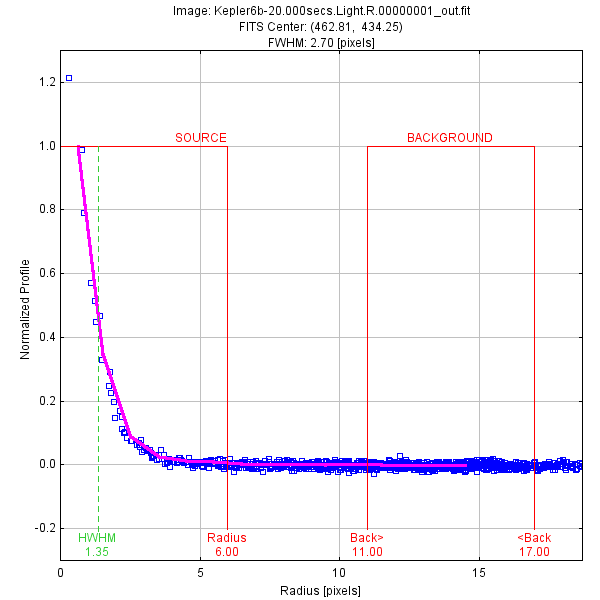 Image: Kepler6b-20.000secs.Light.R.00000001_out.fit
FITS Center: (462.81, 434.25)
FWHM: 2.70 [pixels]
1.2
SOURCE
BACKGROUND
1.0
0.8
0.6
Normalized Profile
0.4
0.2
0.0
-0.2
HWHM
1.35
Radius
6.00
Back>
11.00
<Back
17.00
0
5
10
15
Radius [pixels]